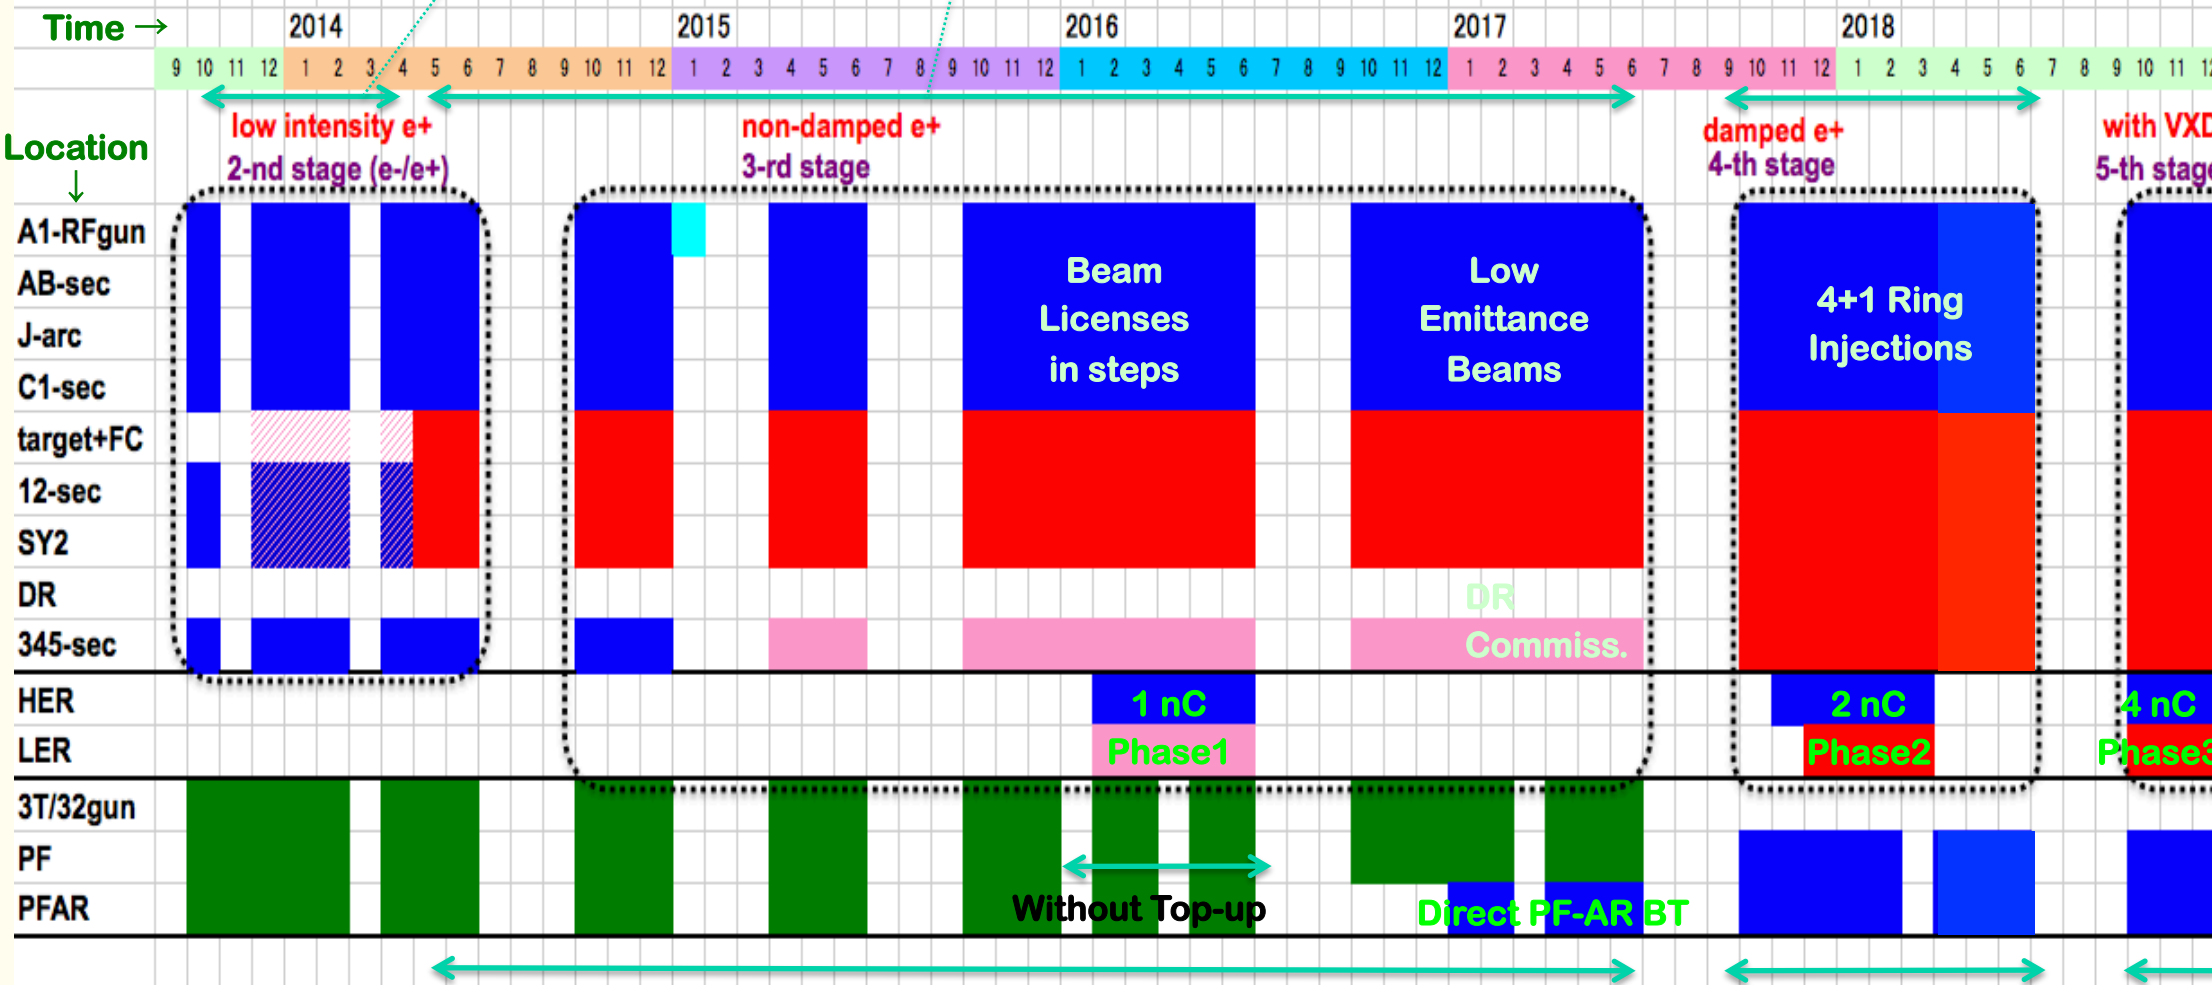 Time → 2014 2015 2016 2017 2018
9 10 11 12 1 2 3 4 5 6 7 8 9 10 11 12 1 2 3 4 5 6 7 8 9 10 11 12 1 2 3 4 5 6 7 8 9 10 11 12 1 2 3 4 5 6 7 8 9 10 11 12 1 2 3 4 5 6 7 8 9 10 11
low intensity e+ non-damped e+ damped e+ with VXD
Location 2-nd stage (e-/e+) 3-rd stage 4-th stage 5-th stage
↓
A1-RFgun
AB-sec Beam Low
4+1 Ring
J-arc Licenses Emittance
Injections
C1-sec in steps Beams
target+FC
12-sec
SY2
DR DR
345-sec Commiss.
HER 1 nC 2 nC 4 nC
LER Phase1 Phase2 Phase3
3T/32gun
PF
PFAR Without Top-up Direct PF-AR BT